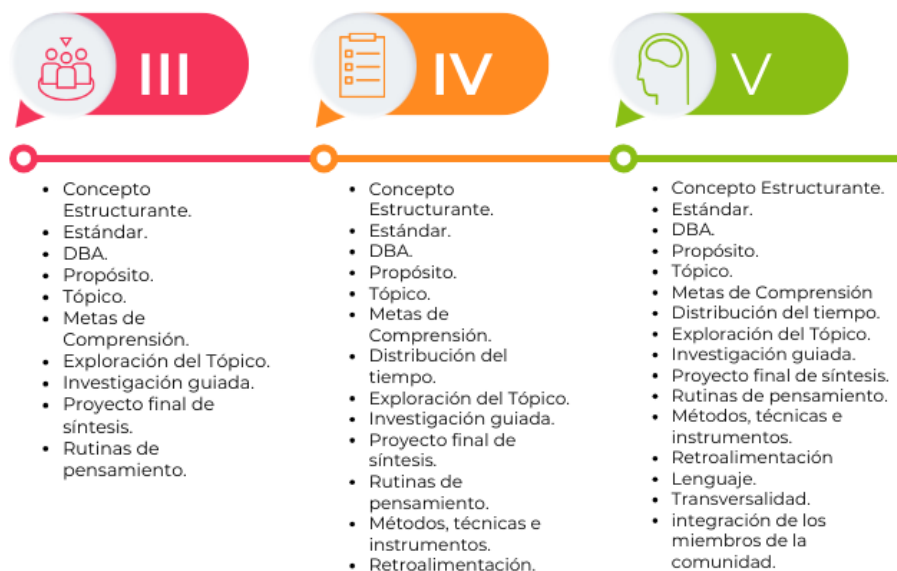 III
• Concepto
Estructurante.
• Estándar.
• DBA.
• Propósito.
• Tópico.
• Metas de
Comprensión.
• Exploración del Tópico.
• Investigación guiada.
• Proyecto final de
síntesis.
• Rutinas de
pensamiento.
IV
• Concepto
Estructurante.
• Estándar.
• DBA.
• Propósito.
• Tópico.
• Metas de
Comprensión.
• Distribución del
tiempo.
• Exploración del Tópico.
• Investigación guiada.
• Proyecto final de
síntesis.
• Rutinas de
pensamiento.
• Métodos, técnicas e
instrumentos.
• Retroalimentación.
V
• Concepto Estructurante.
• Estándar.
• DBA.
• Propósito.
• Tópico.
• Metas de Comprensión
• Distribución del tiempo.
• Exploración del Tópico.
• Investigación guiada.
• Proyecto final de síntesis.
• Rutinas de pensamiento.
• Métodos, técnicas e
instrumentos.
• Retroalimentación
• Lenguaje.
• Transversalidad.
• integración de los
miembros de la
comunidad.